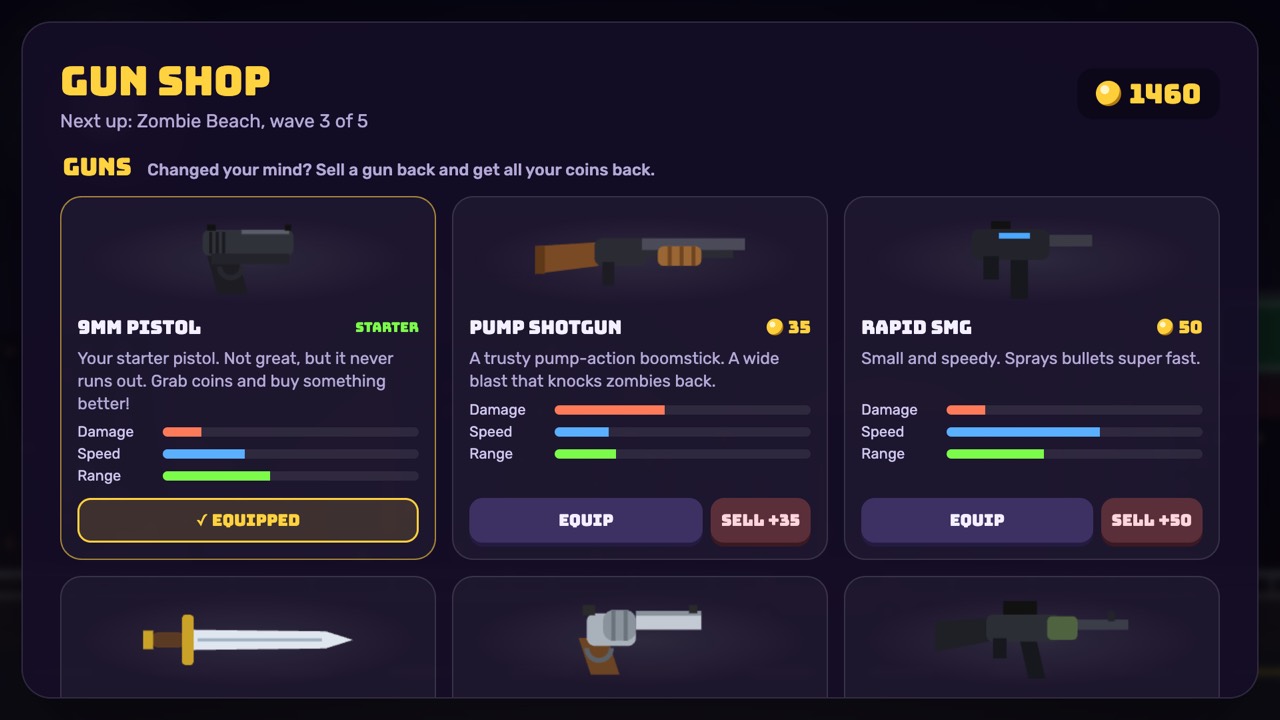 GUN SHOP
1460
Next up: Zombie Beach, wave 3 of 5
GUNS Changed your mind? Sell a gun back and get all your coins back.
9MM PISTOL STARTER
Your starter pistol. Not great, but it never
runs out. Grab coins and buy something
better!
Damage
Speed
Range
✓ EQUIPPED
PUMP SHOTGUN 35
A trusty pump-action boomstick. A wide
blast that knocks zombies back.
Damage
Speed
Range
EQUIP SELL +35
RAPID SMG 50
Small and speedy. Sprays bullets super fast.
Damage
Speed
Range
EQUIP SELL +50